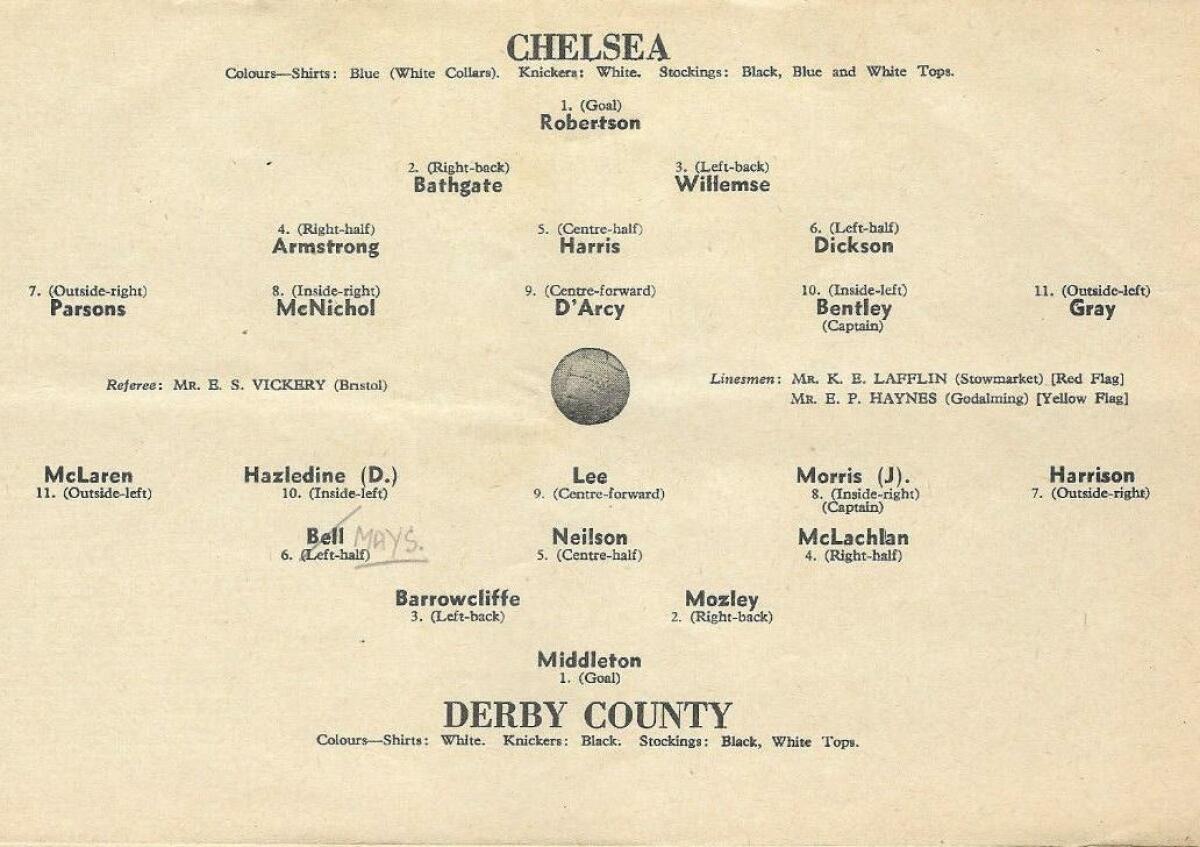 CHELSEA
Colours—Shirts: Blue (White Collars). Knickers: White. Stockings: Black, Blue and White Tops.
1. (Goal)
Robertson
2. (Right-back) 3. (Left-back)
Bathgate Willemse
4. (Right-half) 5. (Centre-half) 6. (Left-half)
Armstrong Harris Dickson
7. (Outside-right) 8. (Inside-right) 9. (Centre-forward) 10. (Inside-left) 11. (Outside-left)
Parsons McNichol D'Arcy Bentley Gray
(Captain)
Referee: MR. E. S. VICKERY (Bristol) Linesmen: MR. K. E. LAFFLIN (Stowmarket) [Red Flag]
MR. E. P. HAYNES (Godalming) [Yellow Flag]
McLaren Hazledine (D.) Lee Morris (J). Harrison
11. (Outside-left) 10. (Inside-left) 9. (Centre-forward) 8. (Inside-right) 7. (Outside-right)
(Captain)
Bell MAYS. Neilson McLachlan
6. (Left-half) 5. (Centre-half) 4. (Right-half)
Barrowcliffe Mozley
3. (Left-back) 2. (Right-back)
Middleton
1. (Goal)
DERBY COUNTY
Colours—Shirts: White. Knickers: Black. Stockings: Black, White Tops.